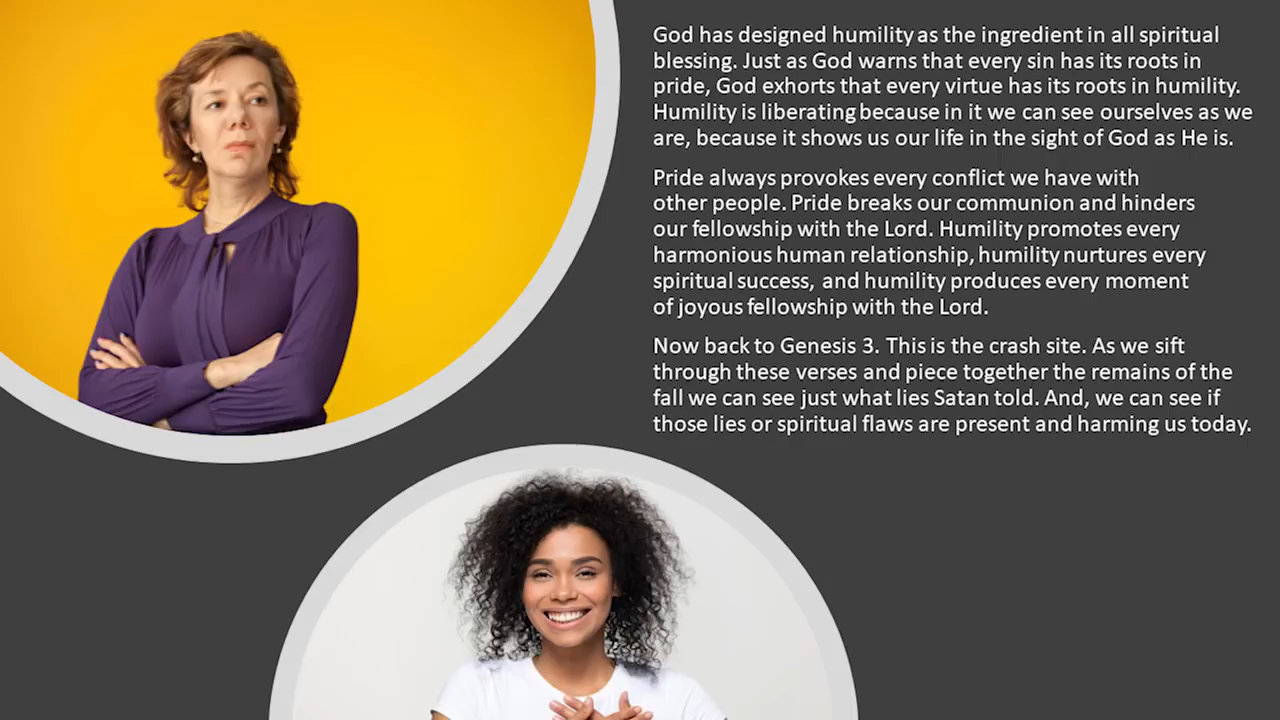 God has designed humility as the ingredient in all spiritual
blessing. Just as God warns that every sin has its roots in
pride, God exhorts that every virtue has its roots in humility.
Humility is liberating because in it we can see ourselves as we
are, because it shows us our life in the sight of God as He is.
Pride always provokes every conflict we have with
other people. Pride breaks our communion and hinders
our fellowship with the Lord. Humility promotes every
harmonious human relationship, humility nurtures every
spiritual success, and humility produces every moment
of joyous fellowship with the Lord.
Now back to Genesis 3. This is the crash site. As we sift
through these verses and piece together the remains of the
fall we can see just what lies Satan told. And, we can see if
those lies or spiritual flaws are present and harming us today.